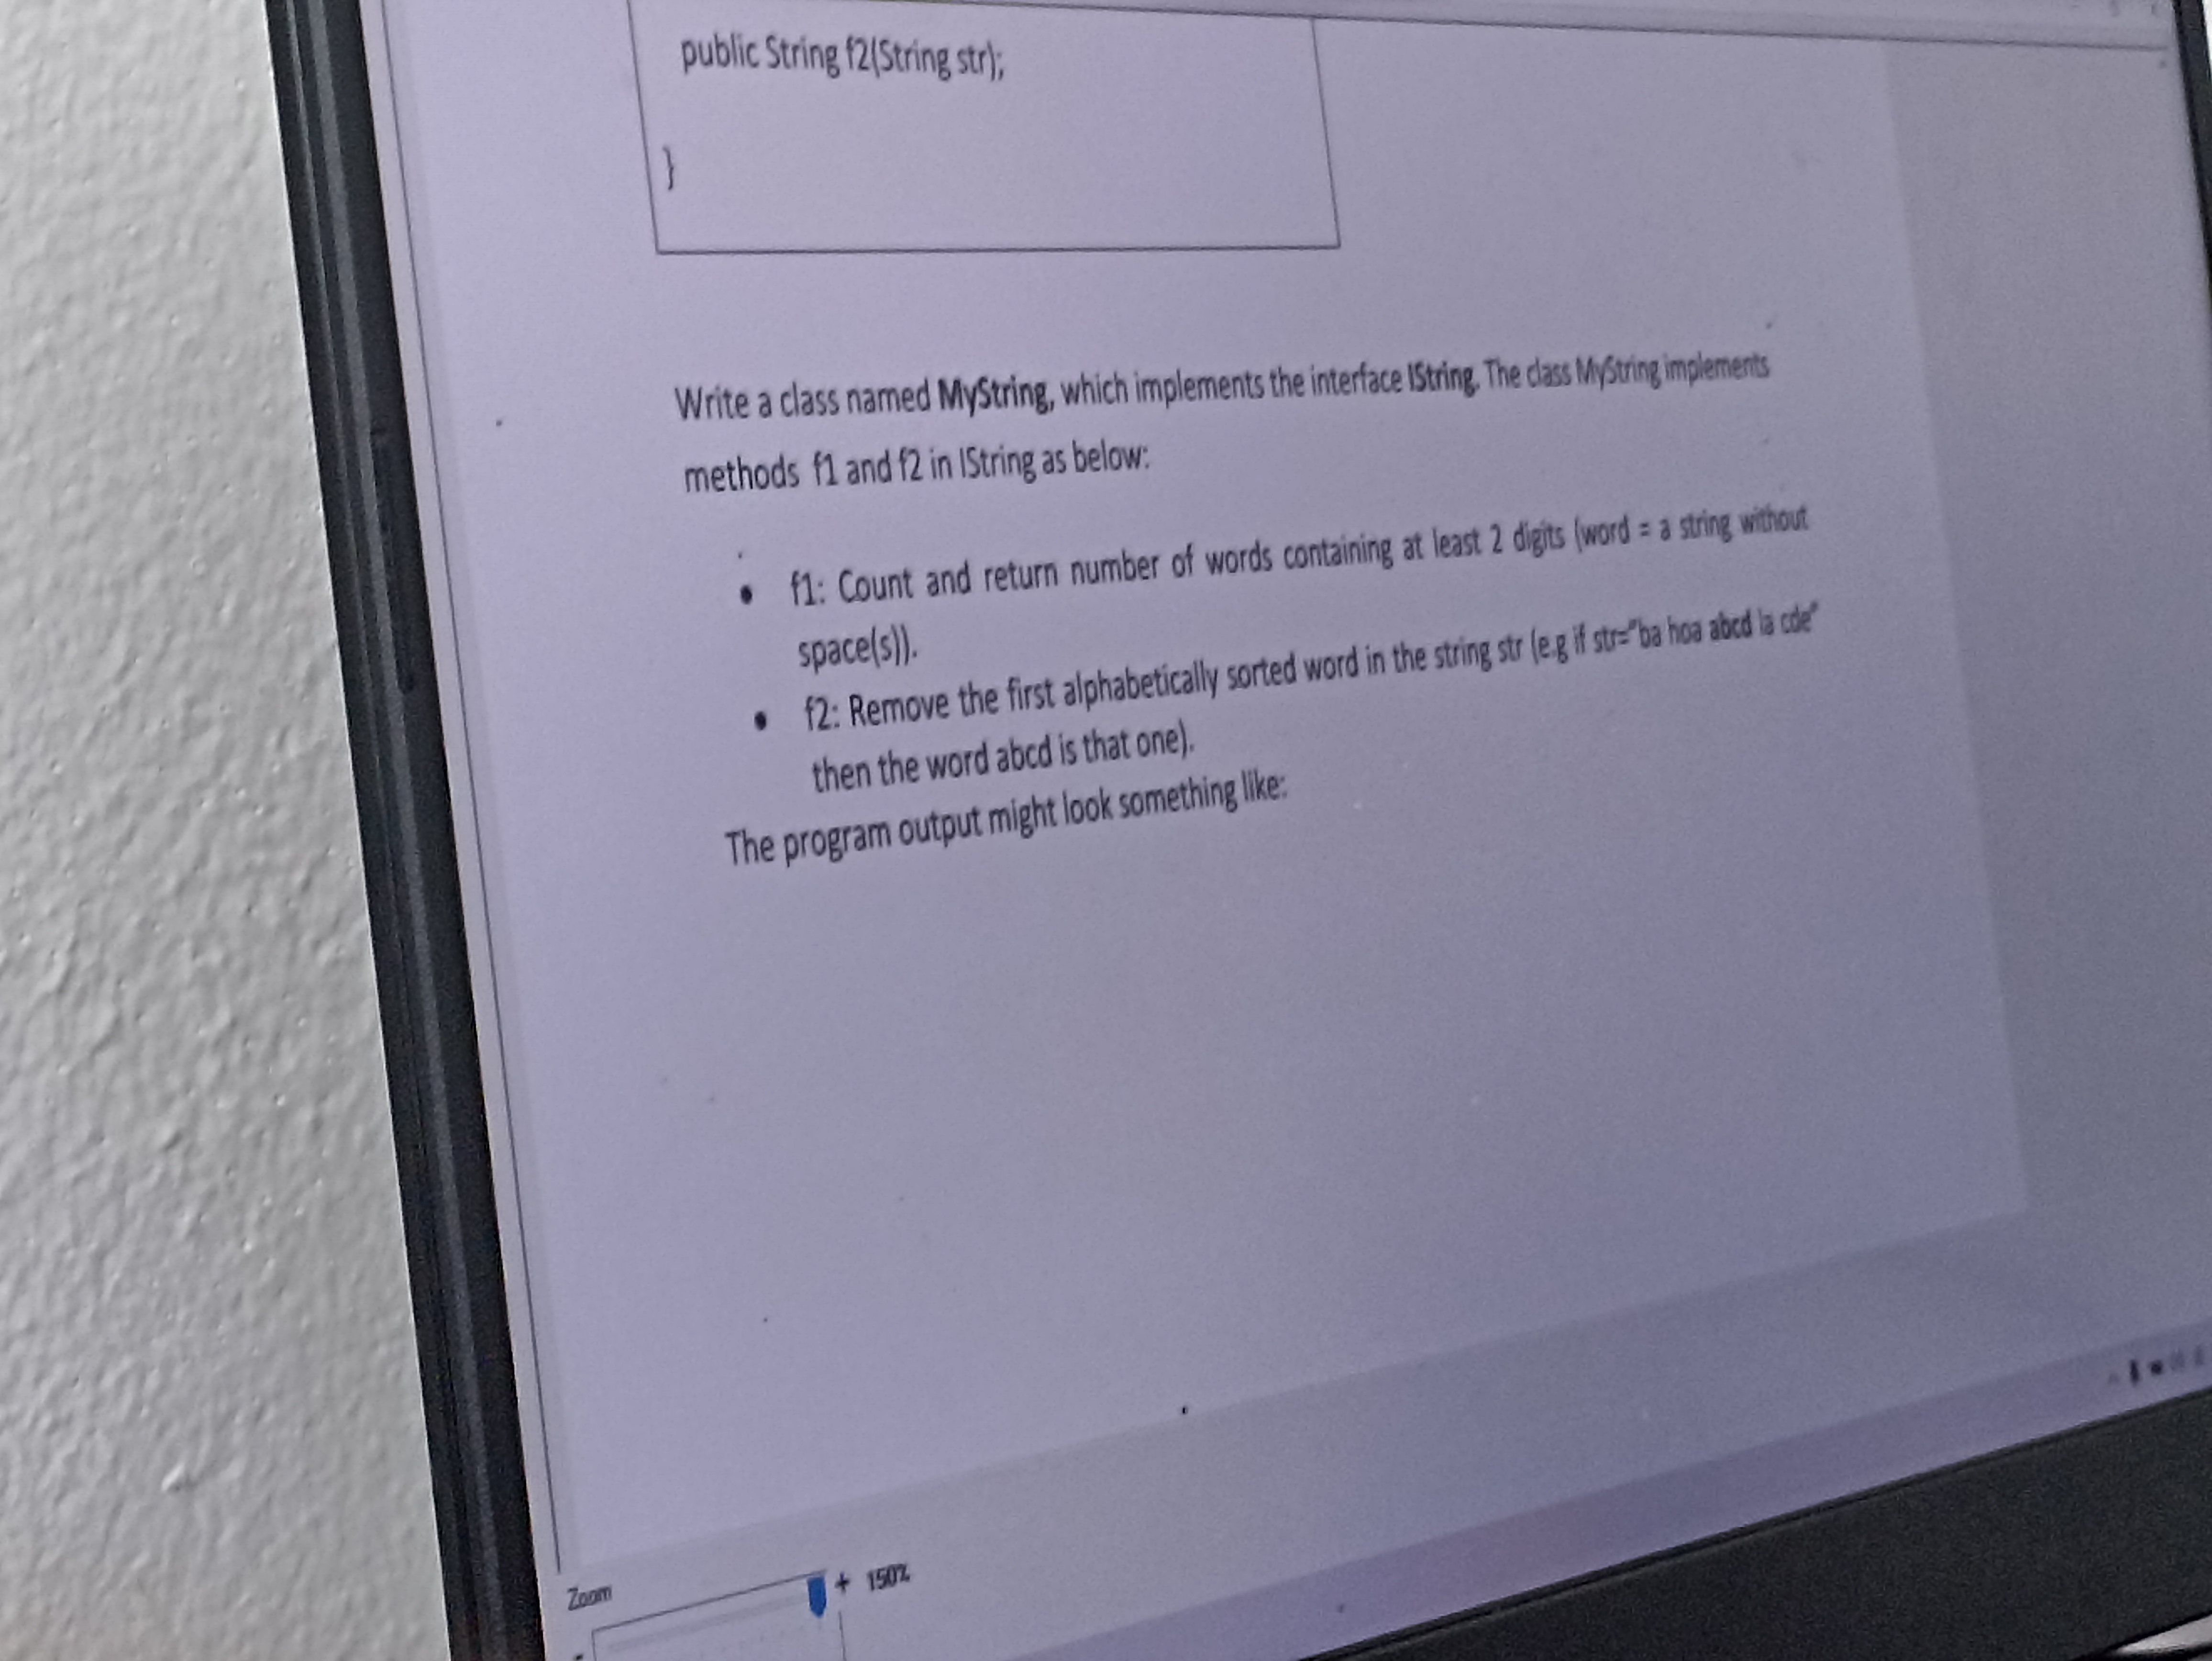 public String f2(String str);
}
Write a class named MyString, which implements the interface IString. The class MyString implements
methods f1 and f2 in IString as below:
• f1: Count and return number of words containing at least 2 digits (word = a string without
space(s)).
• f2: Remove the first alphabetically sorted word in the string str (e.g if str="ba hoa abcd la cde"
then the word abcd is that one).
The program output might look something like:
Zoom
+ 150%